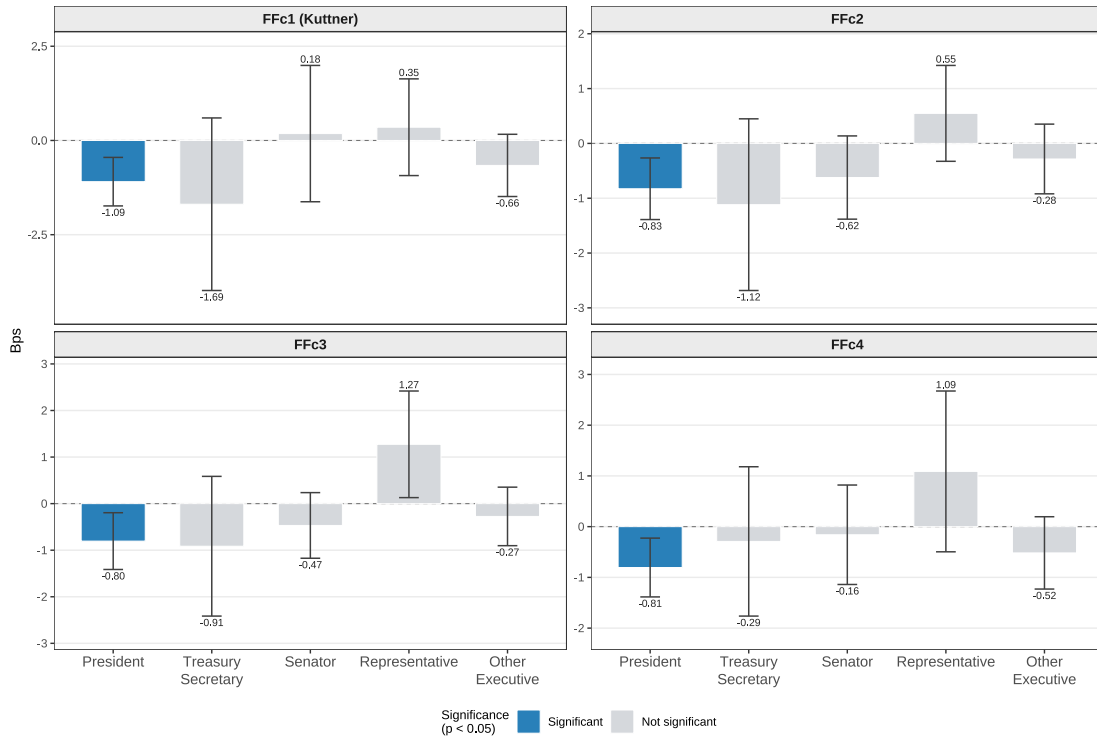 FFc1 (Kuttner)
FFc2
2.5
0.0
-2.5
0.18
0.35
-1.09
-1.69
-0.66
2
1
0
-1
-2
-3
0.55
-0.83
-1.12
-0.62
-0.28
Bps
FFc3
FFc4
3
2
1
0
-1
-2
-3
1.27
-0.80
-0.91
-0.47
-0.27
3
2
1
0
-1
-2
1.09
-0.81
-0.29
-0.16
-0.52
President
Treasury
Secretary
Senator
Representative
Other
Executive
President
Treasury
Secretary
Senator
Representative
Other
Executive
Significance
(p < 0.05)
Significant
Not significant